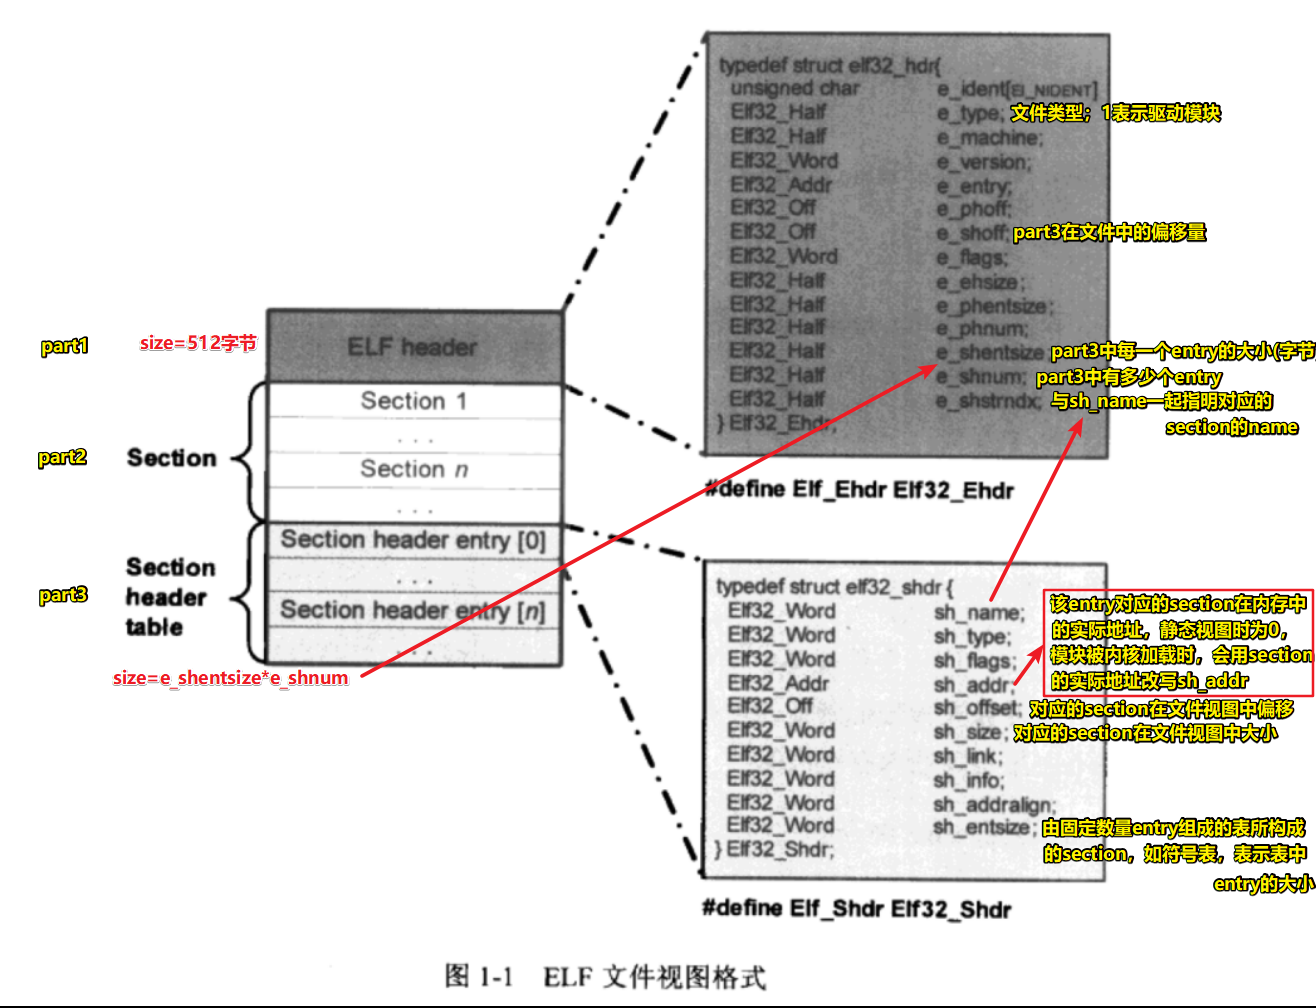 typedef struct elf32_hdr{
unsigned char e_ident[EI_NIDENT]
Elf32_Half e_type; 文件类型；1表示驱动模块
Elf32_Half e_machine;
Elf32_Word e_version;
Elf32_Addr e_entry;
Elf32_Off e_phoff;
Elf32_Off e_shoff; part3在文件中的偏移量
Elf32_Word e_flags;
Elf32_Half e_ehsize;
Elf32_Half e_phentsize;
Elf32_Half e_phnum;
Elf32_Half e_shentsize; part3中每一个entry的大小(字节
Elf32_Half e_shnum; part3中有多少个entry
Elf32_Half e_shstrndx; 与sh_name一起指明对应的
section的name
} Elf32_Ehdr;
#define Elf_Ehdr Elf32_Ehdr
part1 size=512字节 ELF header
part2 Section
Section 1
. . .
Section n
. . .
part3 Section
header
table
Section header entry [0]
. . .
Section header entry [n]
. . .
size=e_shentsize*e_shnum
typedef struct elf32_shdr {
Elf32_Word sh_name;
Elf32_Word sh_type;
Elf32_Word sh_flags;
Elf32_Addr sh_addr;
该entry对应的section在内存中
的实际地址，静态视图时为0，
模块被内核加载时，会用section
的实际地址改写sh_addr
Elf32_Off sh_offset; 对应的section在文件视图中偏移
Elf32_Word sh_size; 对应的section在文件视图中大小
Elf32_Word sh_link;
Elf32_Word sh_info;
Elf32_Word sh_addralign;
Elf32_Word sh_entsize; 由固定数量entry组成的表所构成
的section，如符号表，表示表中
entry的大小
} Elf32_Shdr;
#define Elf_Shdr Elf32_Shdr
图 1-1 ELF 文件视图格式